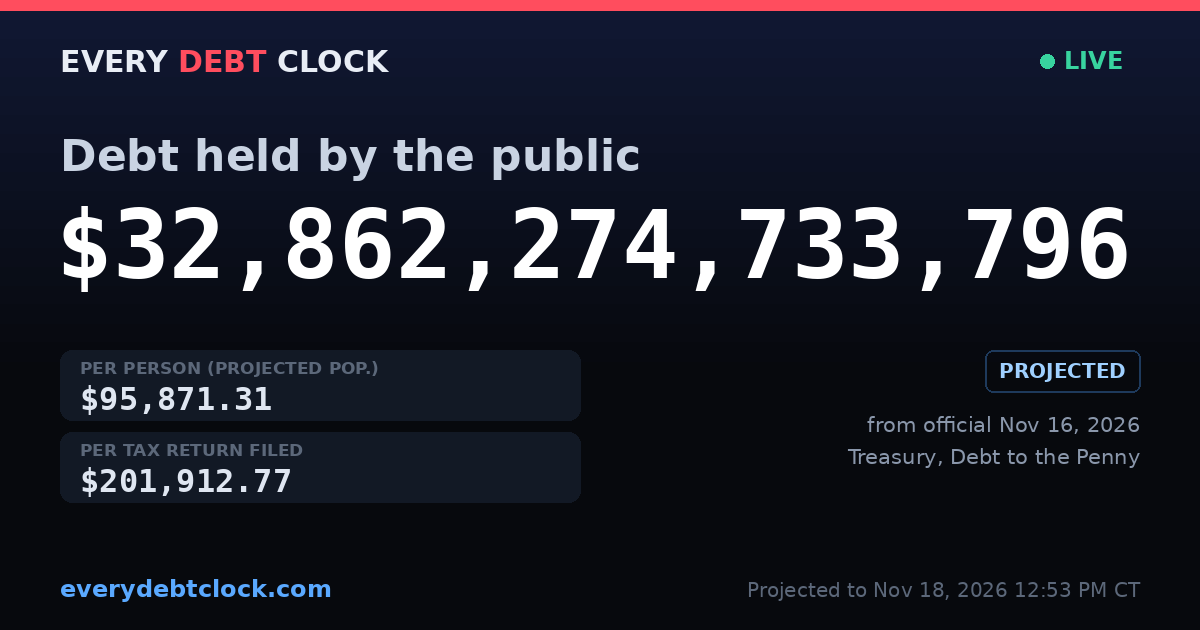 EVERY DEBT CLOCK
LIVE
Debt held by the public
$32,862,274,733,796
PER PERSON (PROJECTED POP.)
$95,871.31
PER TAX RETURN FILED
$201,912.77
PROJECTED
from official Nov 16, 2026
Treasury, Debt to the Penny
everydebtclock.com
Projected to Nov 18, 2026 12:53 PM CT